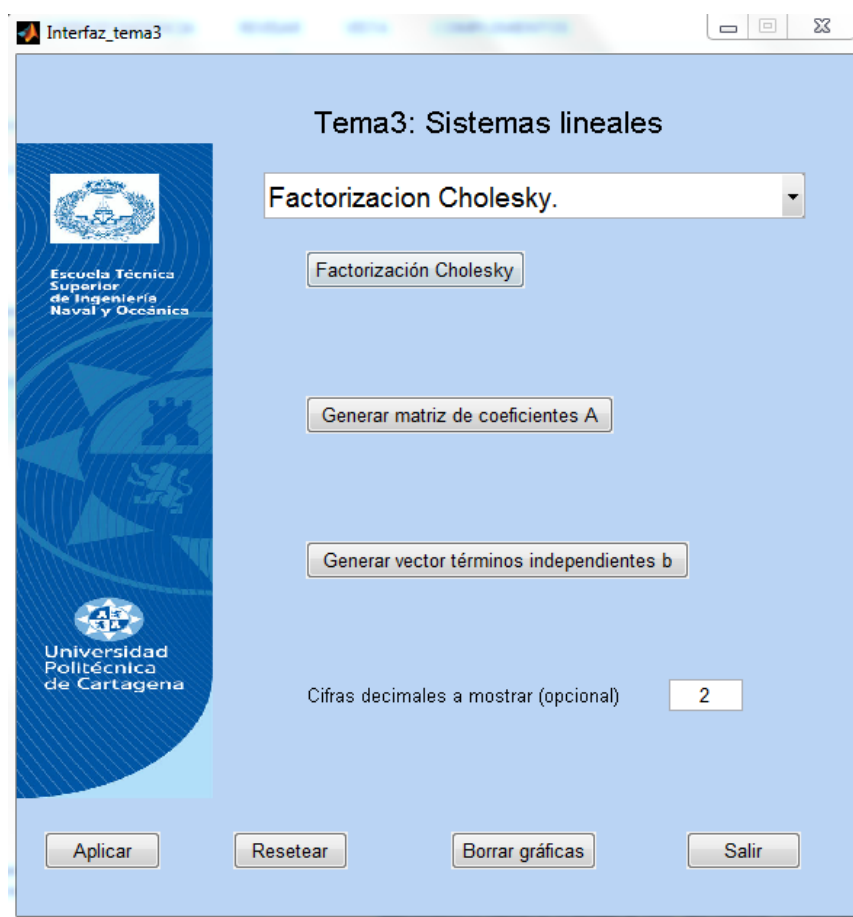 Interfaz_tema3
Tema3: Sistemas lineales
Factorizacion Cholesky.
Escuela Técnica
Superior
de Ingeniería
Naval y Oceánica
Factorización Cholesky
Generar matriz de coeficientes A
Generar vector términos independientes b
Universidad
Politécnica
de Cartagena
Cifras decimales a mostrar (opcional) 2
Aplicar Resetear Borrar gráficas Salir